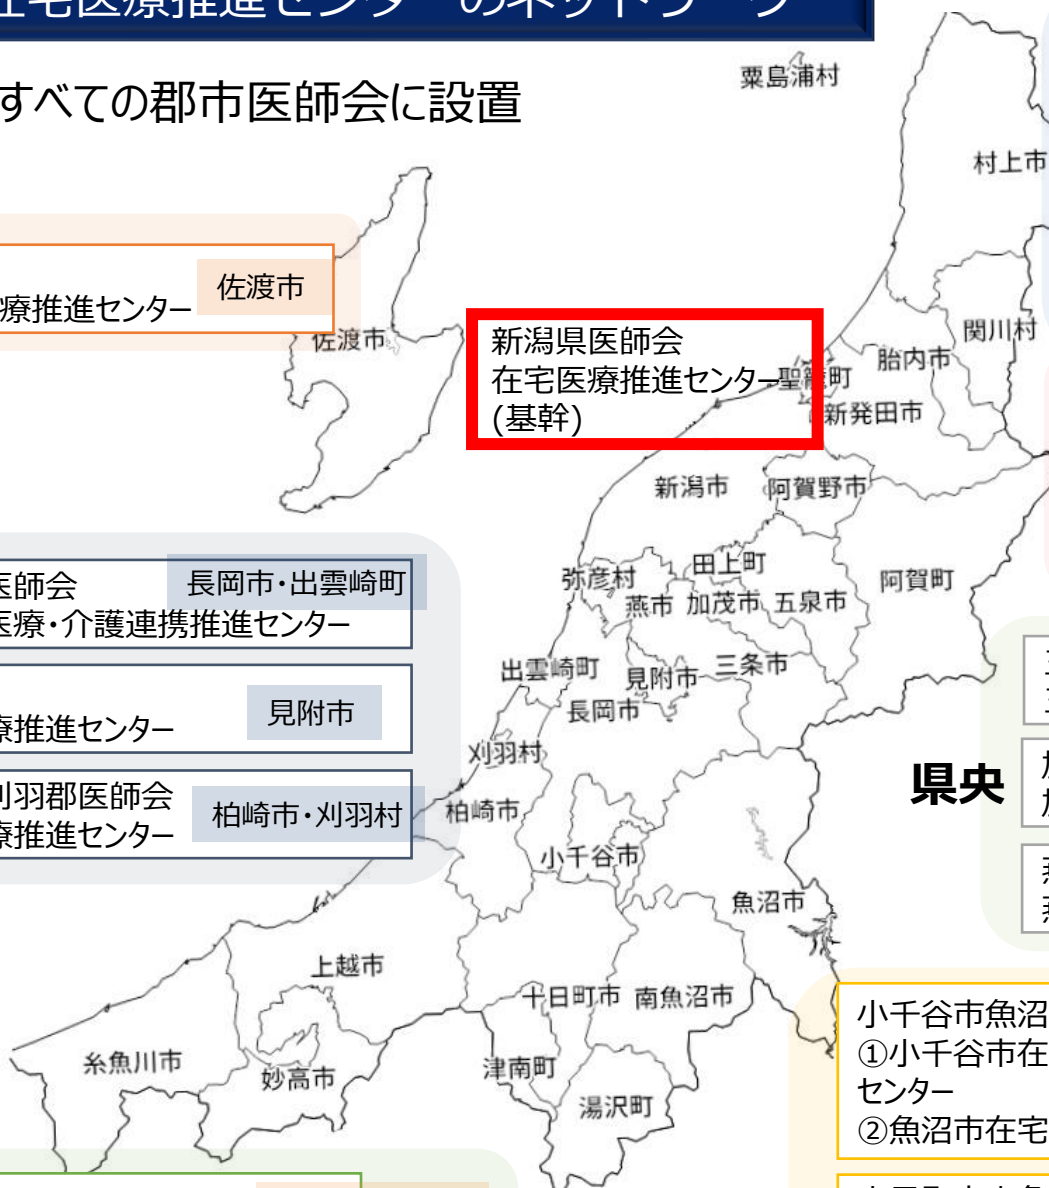 在宅医療推進センターのネットワーク
すべての郡市医師会に設置
粟島浦村
村上市
佐渡市
療推進センター
佐渡市
関川村
胎内市
聖籠町
新発田市
新潟県医師会
在宅医療推進センター
(基幹)
新潟市
阿賀野市
田上町
弥彦村
燕市
加茂市
五泉市
阿賀町
医師会
長岡市・出雲崎町
医療・介護連携推進センター
出雲崎町
見附市
三条市
長岡市
見附市
療推進センター
刈羽村
刈羽郡医師会
療推進センター
柏崎市・刈羽村
柏崎市
県央
小千谷市
魚沼市
上越市
十日町市
南魚沼市
糸魚川市
妙高市
津南町
湯沢町
小千谷市魚沼
①小千谷市在
センター
②魚沼市在宅